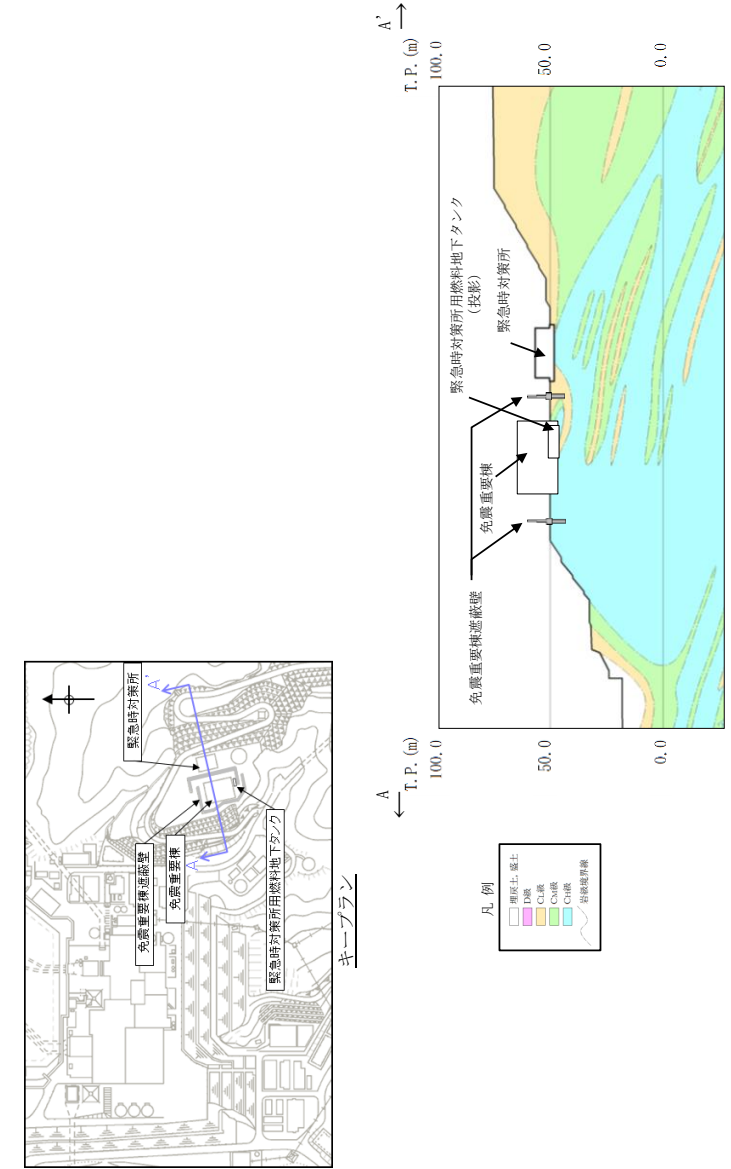 A'
T.P.(m)
100.0
50.0
0.0
緊急時対策所用燃料地下タンク
(投影)
緊急時対策所
免震重要棟
免震重要棟遮蔽壁
A
T.P.(m)
100.0
50.0
0.0
凡 例
埋戻土,盛土
D級
CL級
CM級
CH級
岩級境界線
緊急時対策所
A'
A
免震重要棟遮蔽壁
免震重要棟
緊急時対策所用燃料地下タンク
キープラン